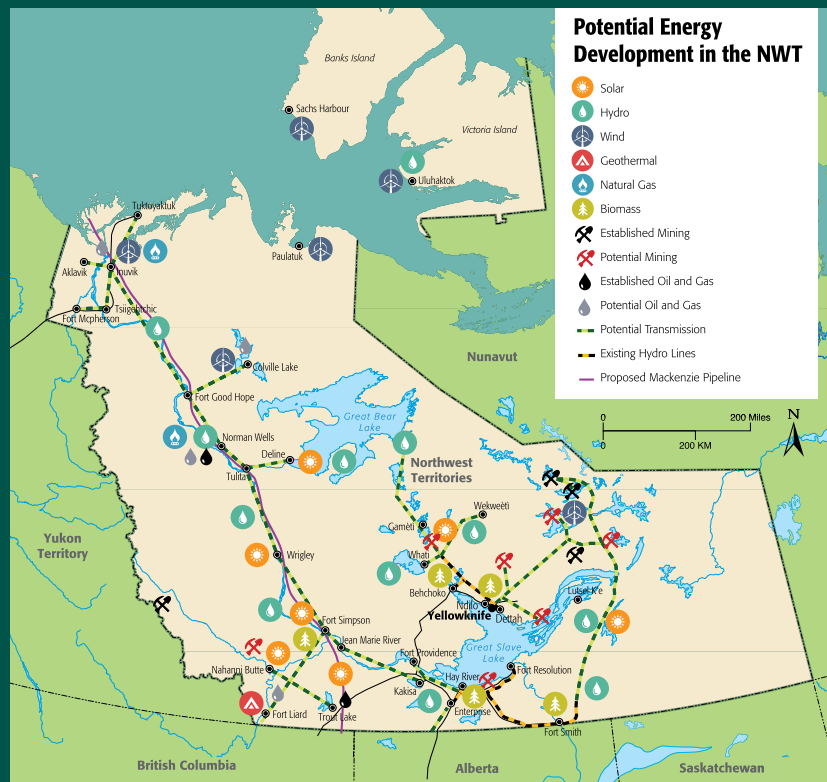 Potential Energy
Development in the NWT
Solar
Hydro
Wind
Geothermal
Natural Gas
Biomass
Established Mining
Potential Mining
Established Oil and Gas
Potential Oil and Gas
Potential Transmission
Existing Hydro Lines
Proposed Mackenzie Pipeline
0 200 Miles
0 200 KM
N
Banks Island
Sachs Harbour
Victoria Island
Uluhaktok
Tuktoyaktuk
Paulatuk
Aklavik
Inuvik
Tsiigehtchic
Fort Mcpherson
Nunavut
Colville Lake
Fort Good Hope
Great Bear
Lake
Norman Wells
Deline
Tulita
Northwest
Territories
Wekweèti
Gamèti
Yukon
Territory
Wrigley
Whati
Behchoko
Lutsel K'e
Ndilo
Yellowknife
Dettah
Fort Simpson
Jean Marie River
Great Slave
Lake
Fort Providence
Nahanni Butte
Fort Resolution
Hay River
Kakisa
Fort Liard
Trout Lake
Enterprise
Fort Smith
British Columbia
Alberta
Saskatchewan